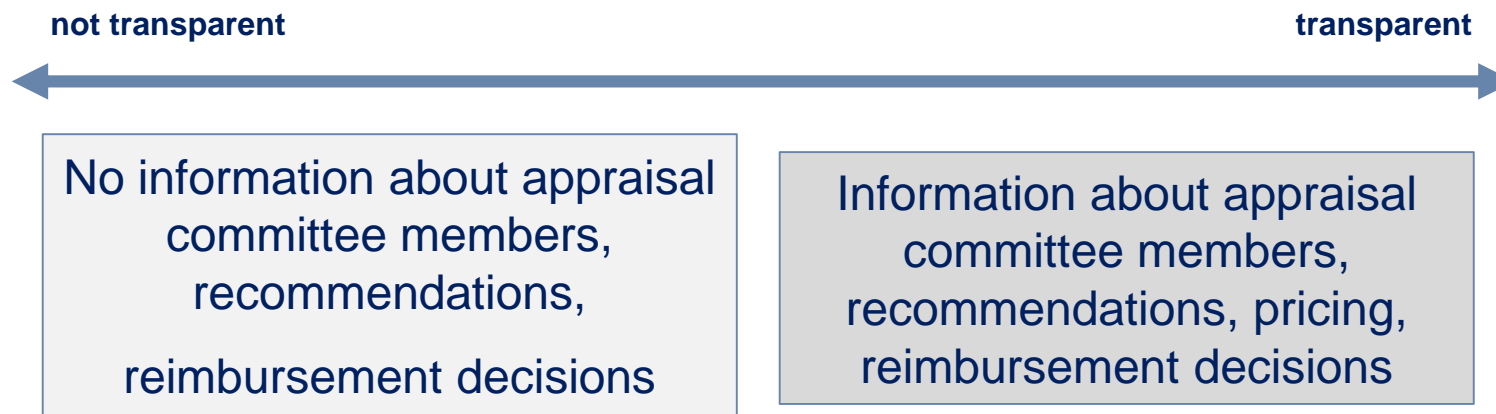 not transparent
transparent
No information about appraisal
committee members,
recommendations,
reimbursement decisions
Information about appraisal
committee members,
recommendations, pricing,
reimbursement decisions